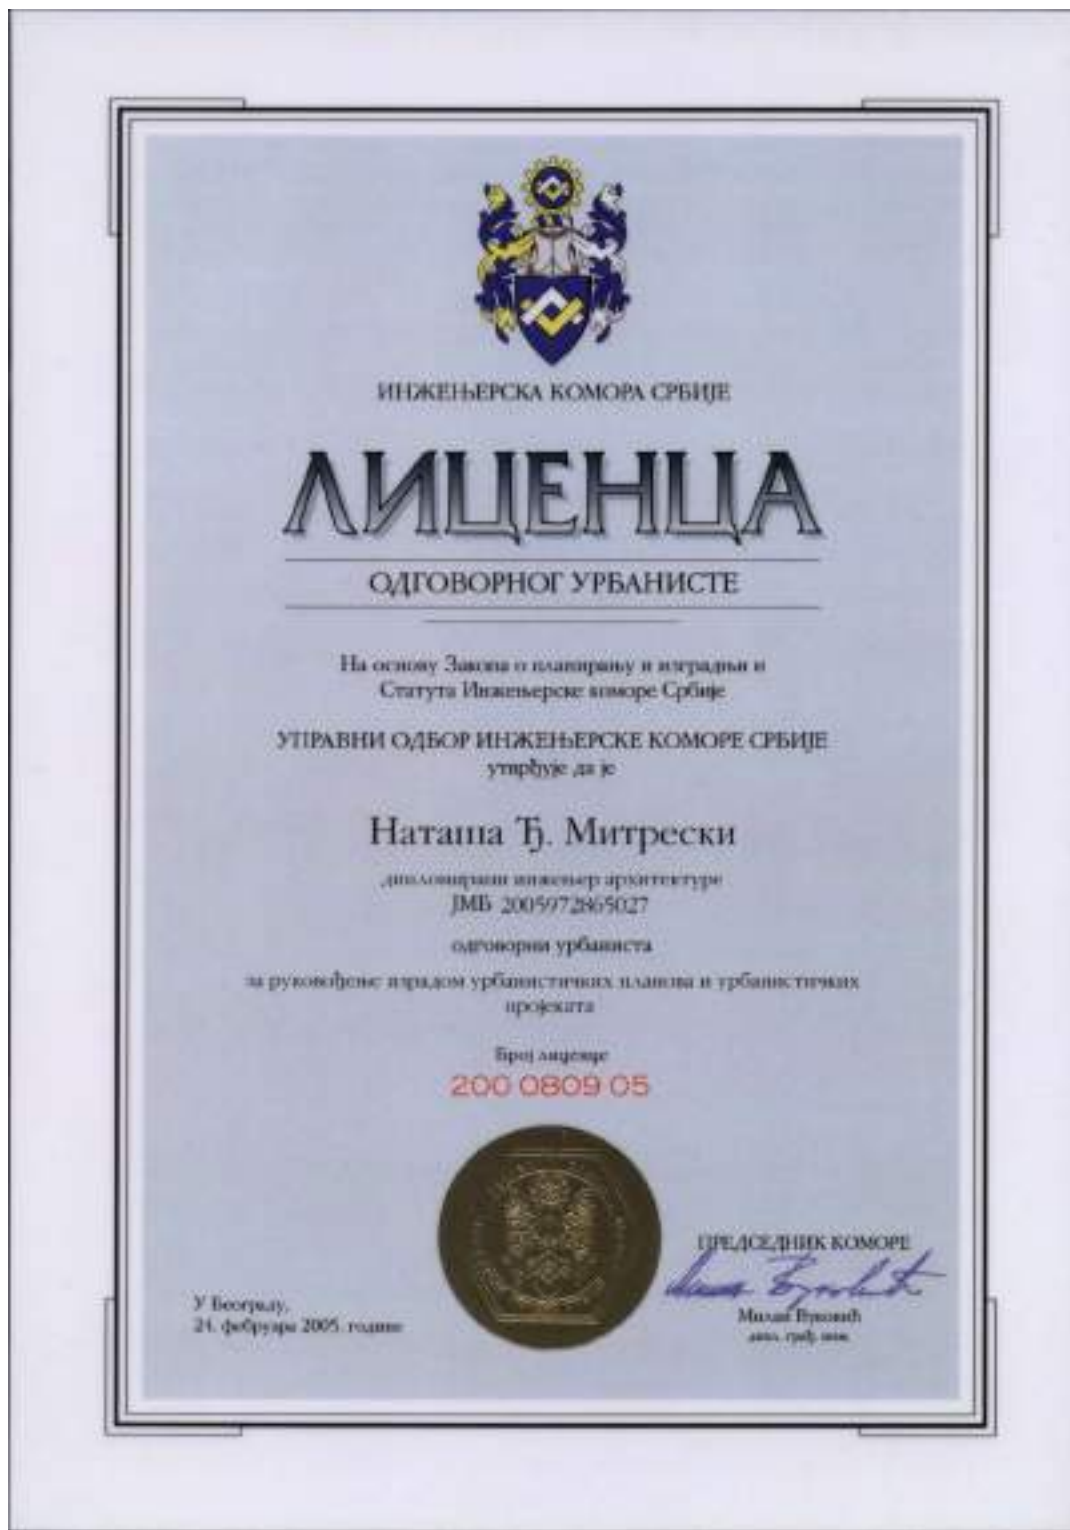 ИНЖЕЊЕРСКА КОМОРА СРБИЈЕ
ЛИЦЕНЦА
ОДГОВОРНОГ УРБАНИСТЕ
На основу Закона о планирању и изградњи и
Статута Инжењерске коморе Србије
УПРАВНИ ОДБОР ИНЖЕЊЕРСКЕ КОМОРЕ СРБИЈЕ
утврђује да је
Наташа Ђ. Митрески
дипломирани инжењер архитектуре
ЈМБ 2005972865027
одговорни урбаниста
за руковођење израдом урбанистичких планова и урбанистичких
пројеката
Број лиценце
200 0809 05
ПРЕДСЕДНИК КОМОРЕ
У Београду,
24. фебруара 2005. године
Милан Вуковић
дипл. грађ. инж.